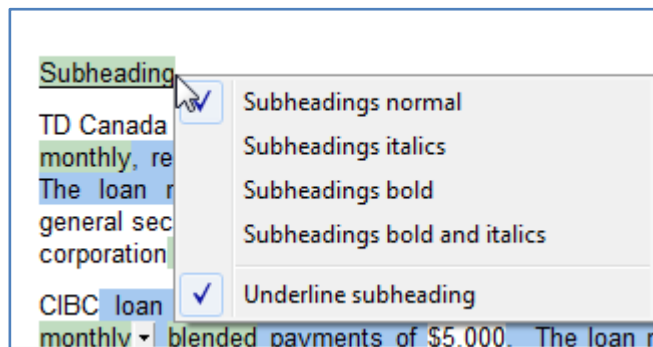 Subheading
Subheadings normal
TD Canada
Subheadings italics
monthly, re
The loan
Subheadings bold
general sec
Subheadings bold and italics
corporation
Underline subheading
CIBC loan
monthly blended payments of $5,000. The loan